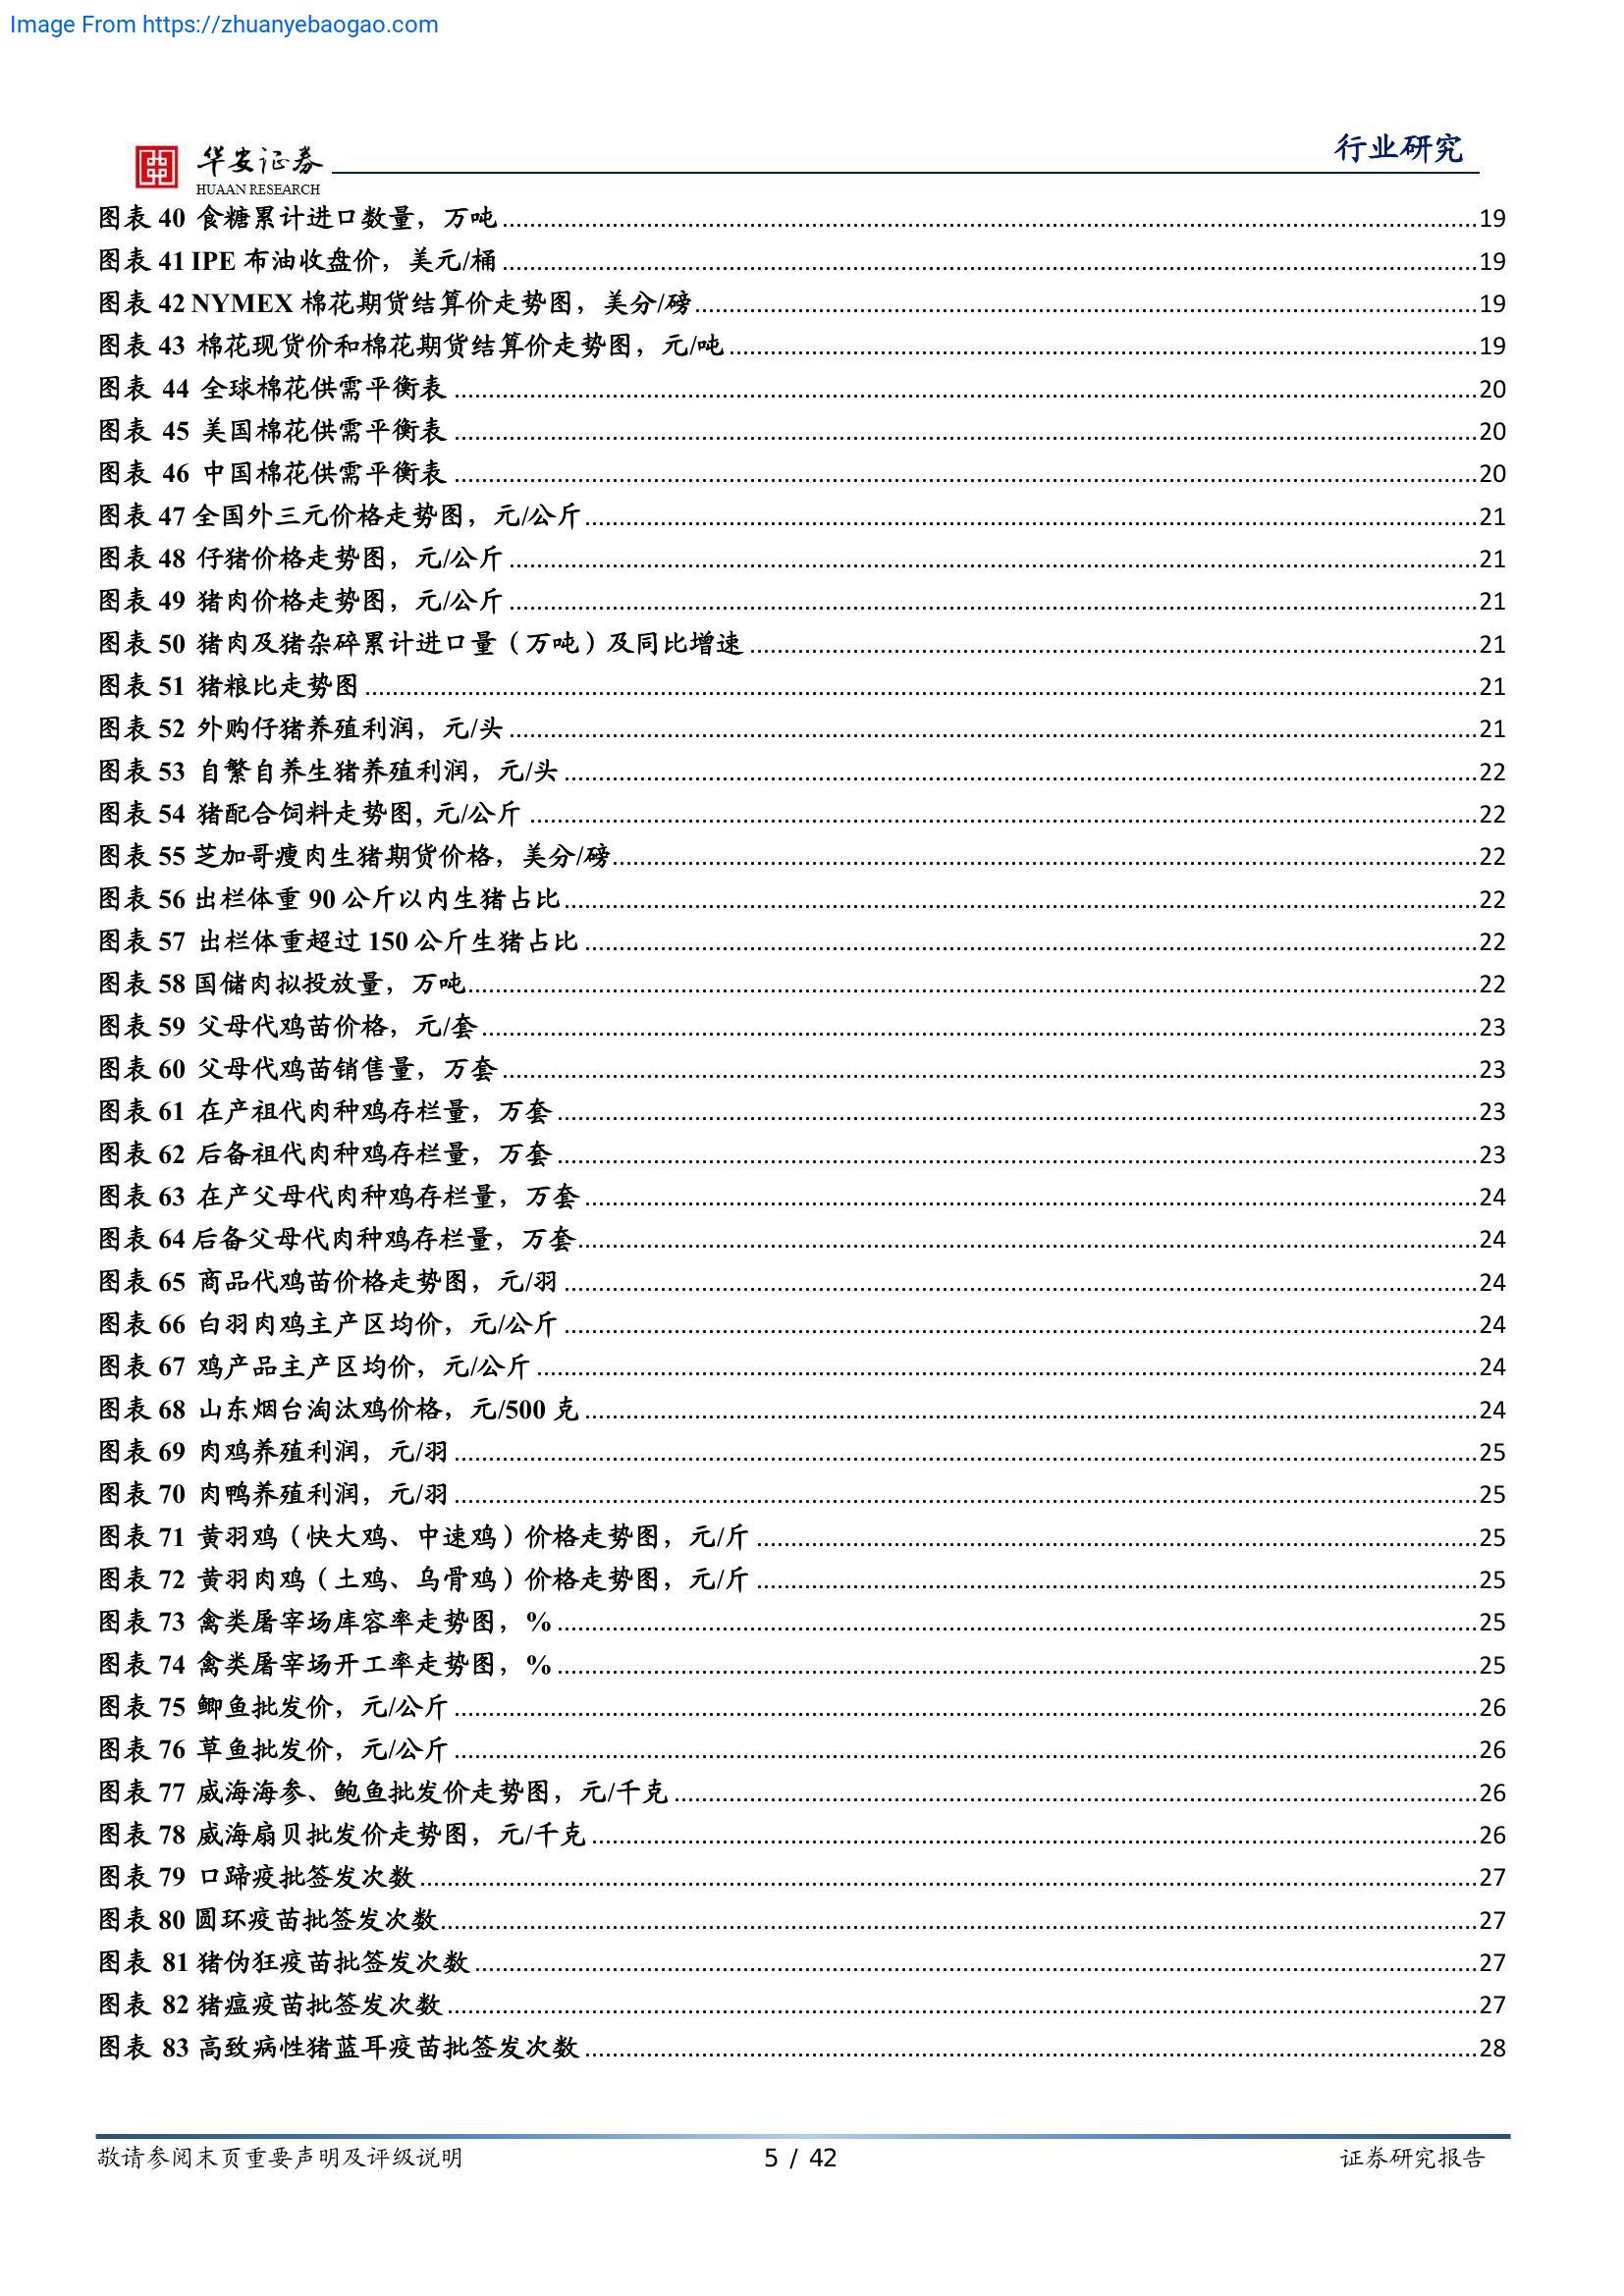 Image From https://zhuanyebaogao.com
华安证券
HUAAN RESEARCH
行业研究
图表 40 食糖累计进口数量，万吨 19
图表 41 IPE 布油收盘价，美元/桶 19
图表 42 NYMEX 棉花期货结算价走势图，美分/磅 19
图表 43 棉花现货价和棉花期货结算价走势图，元/吨 19
图表 44 全球棉花供需平衡表 20
图表 45 美国棉花供需平衡表 20
图表 46 中国棉花供需平衡表 20
图表 47 全国外三元价格走势图，元/公斤 21
图表 48 仔猪价格走势图，元/公斤 21
图表 49 猪肉价格走势图，元/公斤 21
图表 50 猪肉及猪杂碎累计进口量（万吨）及同比增速 21
图表 51 猪粮比走势图 21
图表 52 外购仔猪养殖利润，元/头 21
图表 53 自繁自养生猪养殖利润，元/头 22
图表 54 猪配合饲料走势图, 元/公斤 22
图表 55 芝加哥瘦肉生猪期货价格，美分/磅 22
图表 56 出栏体重 90 公斤以内生猪占比 22
图表 57 出栏体重超过 150 公斤生猪占比 22
图表 58 国储肉拟投放量，万吨 22
图表 59 父母代鸡苗价格，元/套 23
图表 60 父母代鸡苗销售量，万套 23
图表 61 在产祖代肉种鸡存栏量，万套 23
图表 62 后备祖代肉种鸡存栏量，万套 23
图表 63 在产父母代肉种鸡存栏量，万套 24
图表 64 后备父母代肉种鸡存栏量，万套 24
图表 65 商品代鸡苗价格走势图，元/羽 24
图表 66 白羽肉鸡主产区均价，元/公斤 24
图表 67 鸡产品主产区均价，元/公斤 24
图表 68 山东烟台淘汰鸡价格，元/500 克 24
图表 69 肉鸡养殖利润，元/羽 25
图表 70 肉鸭养殖利润，元/羽 25
图表 71 黄羽鸡（快大鸡、中速鸡）价格走势图，元/斤 25
图表 72 黄羽肉鸡（土鸡、乌骨鸡）价格走势图，元/斤 25
图表 73 禽类屠宰场库容率走势图，% 25
图表 74 禽类屠宰场开工率走势图，% 25
图表 75 鲫鱼批发价，元/公斤 26
图表 76 草鱼批发价，元/公斤 26
图表 77 威海海参、鲍鱼批发价走势图，元/千克 26
图表 78 威海扇贝批发价走势图，元/千克 26
图表 79 口蹄疫批签发次数 27
图表 80 圆环疫苗批签发次数 27
图表 81 猪伪狂疫苗批签发次数 27
图表 82 猪瘟疫苗批签发次数 27
图表 83 高致病性猪蓝耳疫苗批签发次数 28
敬请参阅末页重要声明及评级说明 5 / 42 证券研究报告